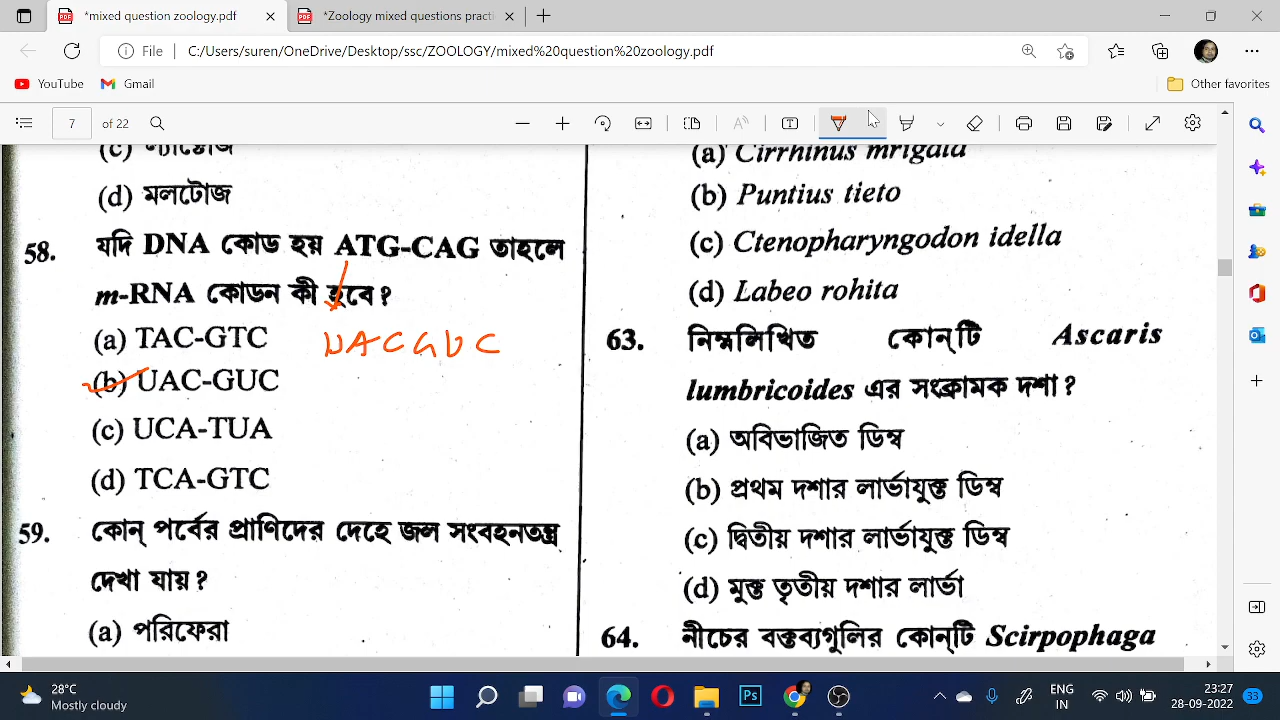 *mixed zoology question.pdf
*Zoology mixed questions practi
File
C:/Users/suren/OneDrive/Desktop/ssc/ZOOLOGY/mixed%20question%20zoology.pdf
YouTube
Gmail
Other favorites
7
of 22
(c) ল্যাক্টোজ
(d) মলটোজ
58. যদি DNA কোড হয় ATG-CAG তাহলে
m-RNA কোডন কী হবে?
(a) TAC-GTC
UACGUC
(b) UAC-GUC
(c) UCA-TUA
(d) TCA-GTC
59. কোন্ পর্বের প্রাণিদের দেহে জল সংবহনতন্ত্র
দেখা যায়?
(a) পরিফেরা
(a) Cirrhinus mrigala
(b) Puntius tieto
(c) Ctenopharyngodon idella
(d) Labeo rohita
63. নিম্নলিখিত কোন্‌টি Ascaris
lumbricoides এর সংক্রামক দশা?
(a) অবিভাজিত ডিম্ব
(b) প্রথম দশার লার্ভাযুক্ত ডিম্ব
(c) দ্বিতীয় দশার লার্ভাযুক্ত ডিম্ব
(d) মুক্ত তৃতীয় দশার লার্ভা
64. নীচের বক্তব্যগুলির কোন্‌টি Scirpophaga
28°C
Mostly cloudy
ENG
IN
23:27
28-09-2022
33